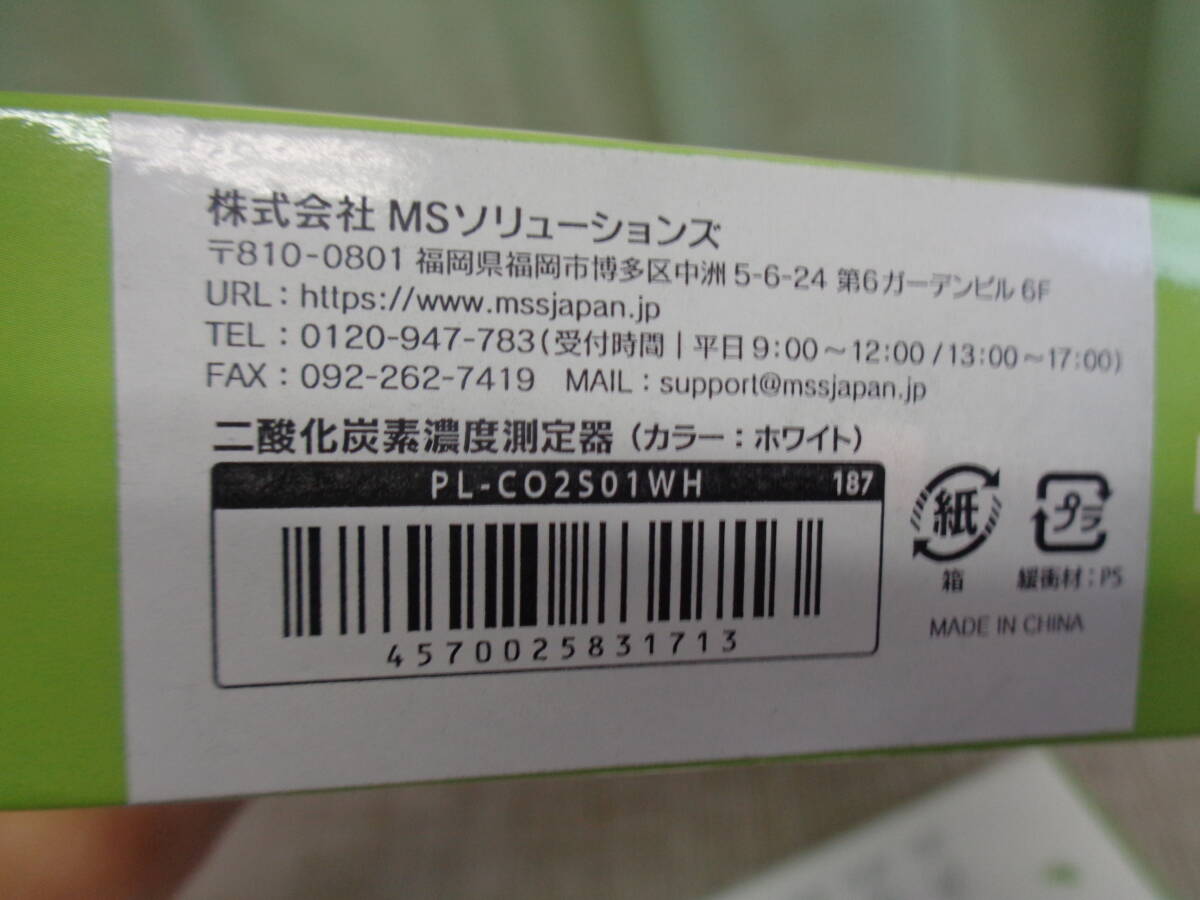 株式会社 MSソリューションズ
〒810-0801 福岡県福岡市博多区中洲 5-6-24 第6ガーデンビル 6F
URL : https://www.mssjapan.jp
TEL : 0120-947-783(受付時間 | 平日 9:00 ～ 12:00 / 13:00 ～ 17:00)
FAX : 092-262-7419 MAIL : support@mssjapan.jp
二酸化炭素濃度測定器 (カラー:ホワイト)
PL-CO2S01WH 187
4570025831713
紙 プラ
箱 緩衝材:PS
MADE IN CHINA